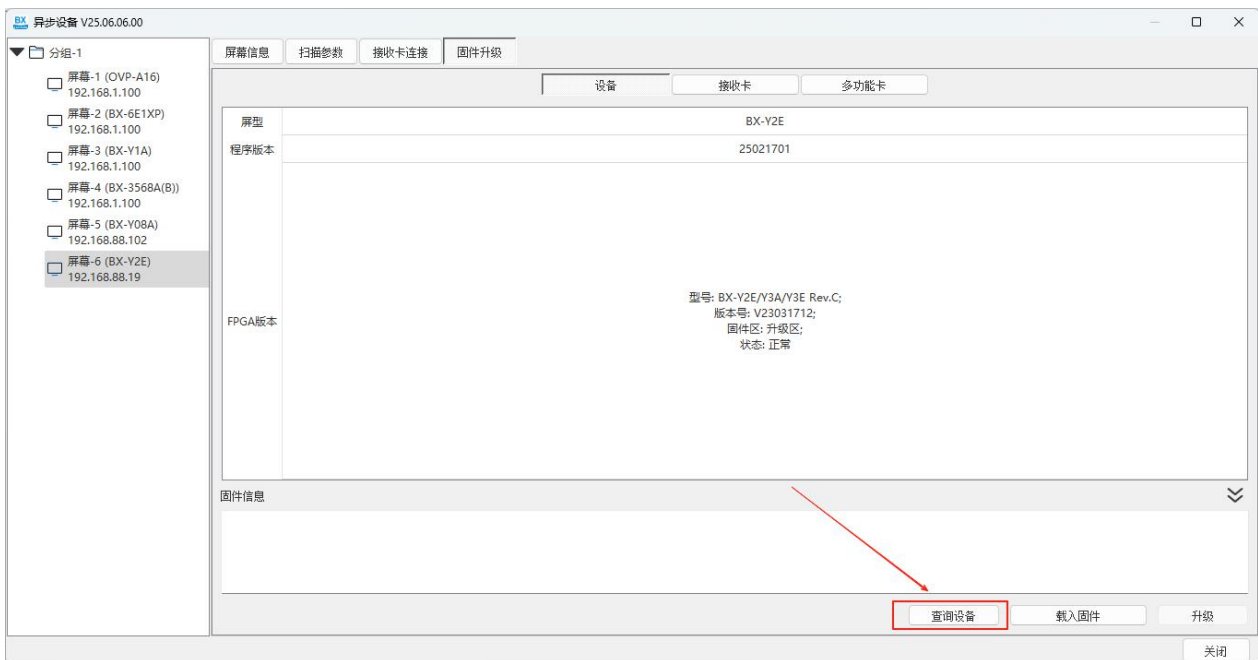 BX 异步设备 V25.06.06.00
分组-1
屏幕-1 (OVP-A16)
192.168.1.100
屏幕-2 (BX-6E1XP)
192.168.1.100
屏幕-3 (BX-Y1A)
192.168.1.100
屏幕-4 (BX-3568A(B))
192.168.1.100
屏幕-5 (BX-Y08A)
192.168.88.102
屏幕-6 (BX-Y2E)
192.168.88.19
屏幕信息 扫描参数 接收卡连接 固件升级
设备 接收卡 多功能卡
屏型 BX-Y2E
程序版本 25021701
FPGA版本
型号: BX-Y2E/Y3A/Y3E Rev.C;
版本号: V23031712;
固件区: 升级区;
状态: 正常
固件信息
查询设备 载入固件 升级
关闭